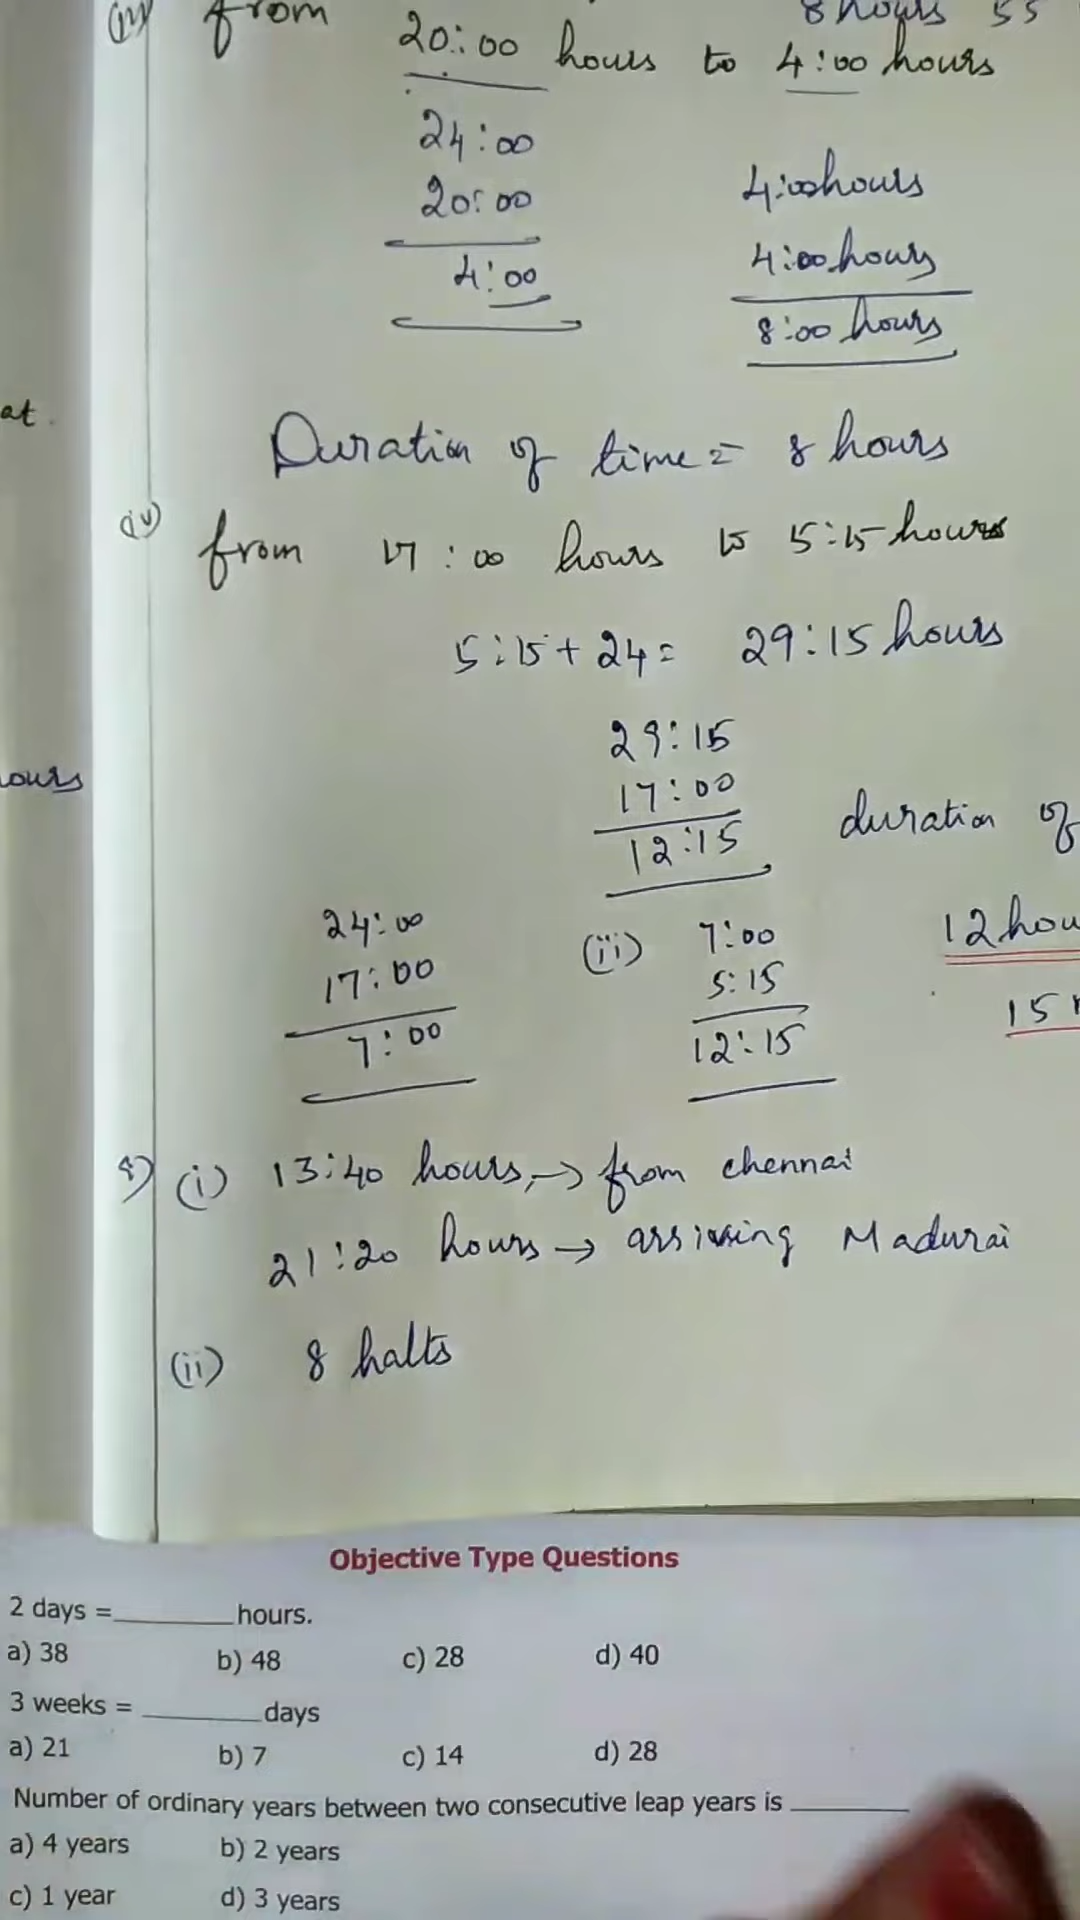 from 8 hours 55
20:00 hours to 4:00 hours
24:00
20:00 4:00hours
4:00 4:00 hours
8:00 hours
at.
Duration of time = 8 hours
(iv) from 17:00 hours to 5:15 hours
5:15 + 24 = 29:15 hours
29:15
ours 17:00
12:15 duration of
24:00 (ii) 7:00 12 hou
17:00 5:15
7:00 12:15 15
8) (i) 13:40 hours, → from chennai
21:20 hours → arriving Madurai
(ii) 8 halts
Objective Type Questions
2 days = ________ hours.
a) 38 b) 48 c) 28 d) 40
3 weeks = ________ days
a) 21 b) 7 c) 14 d) 28
Number of ordinary years between two consecutive leap years is ________
a) 4 years b) 2 years
c) 1 year d) 3 years